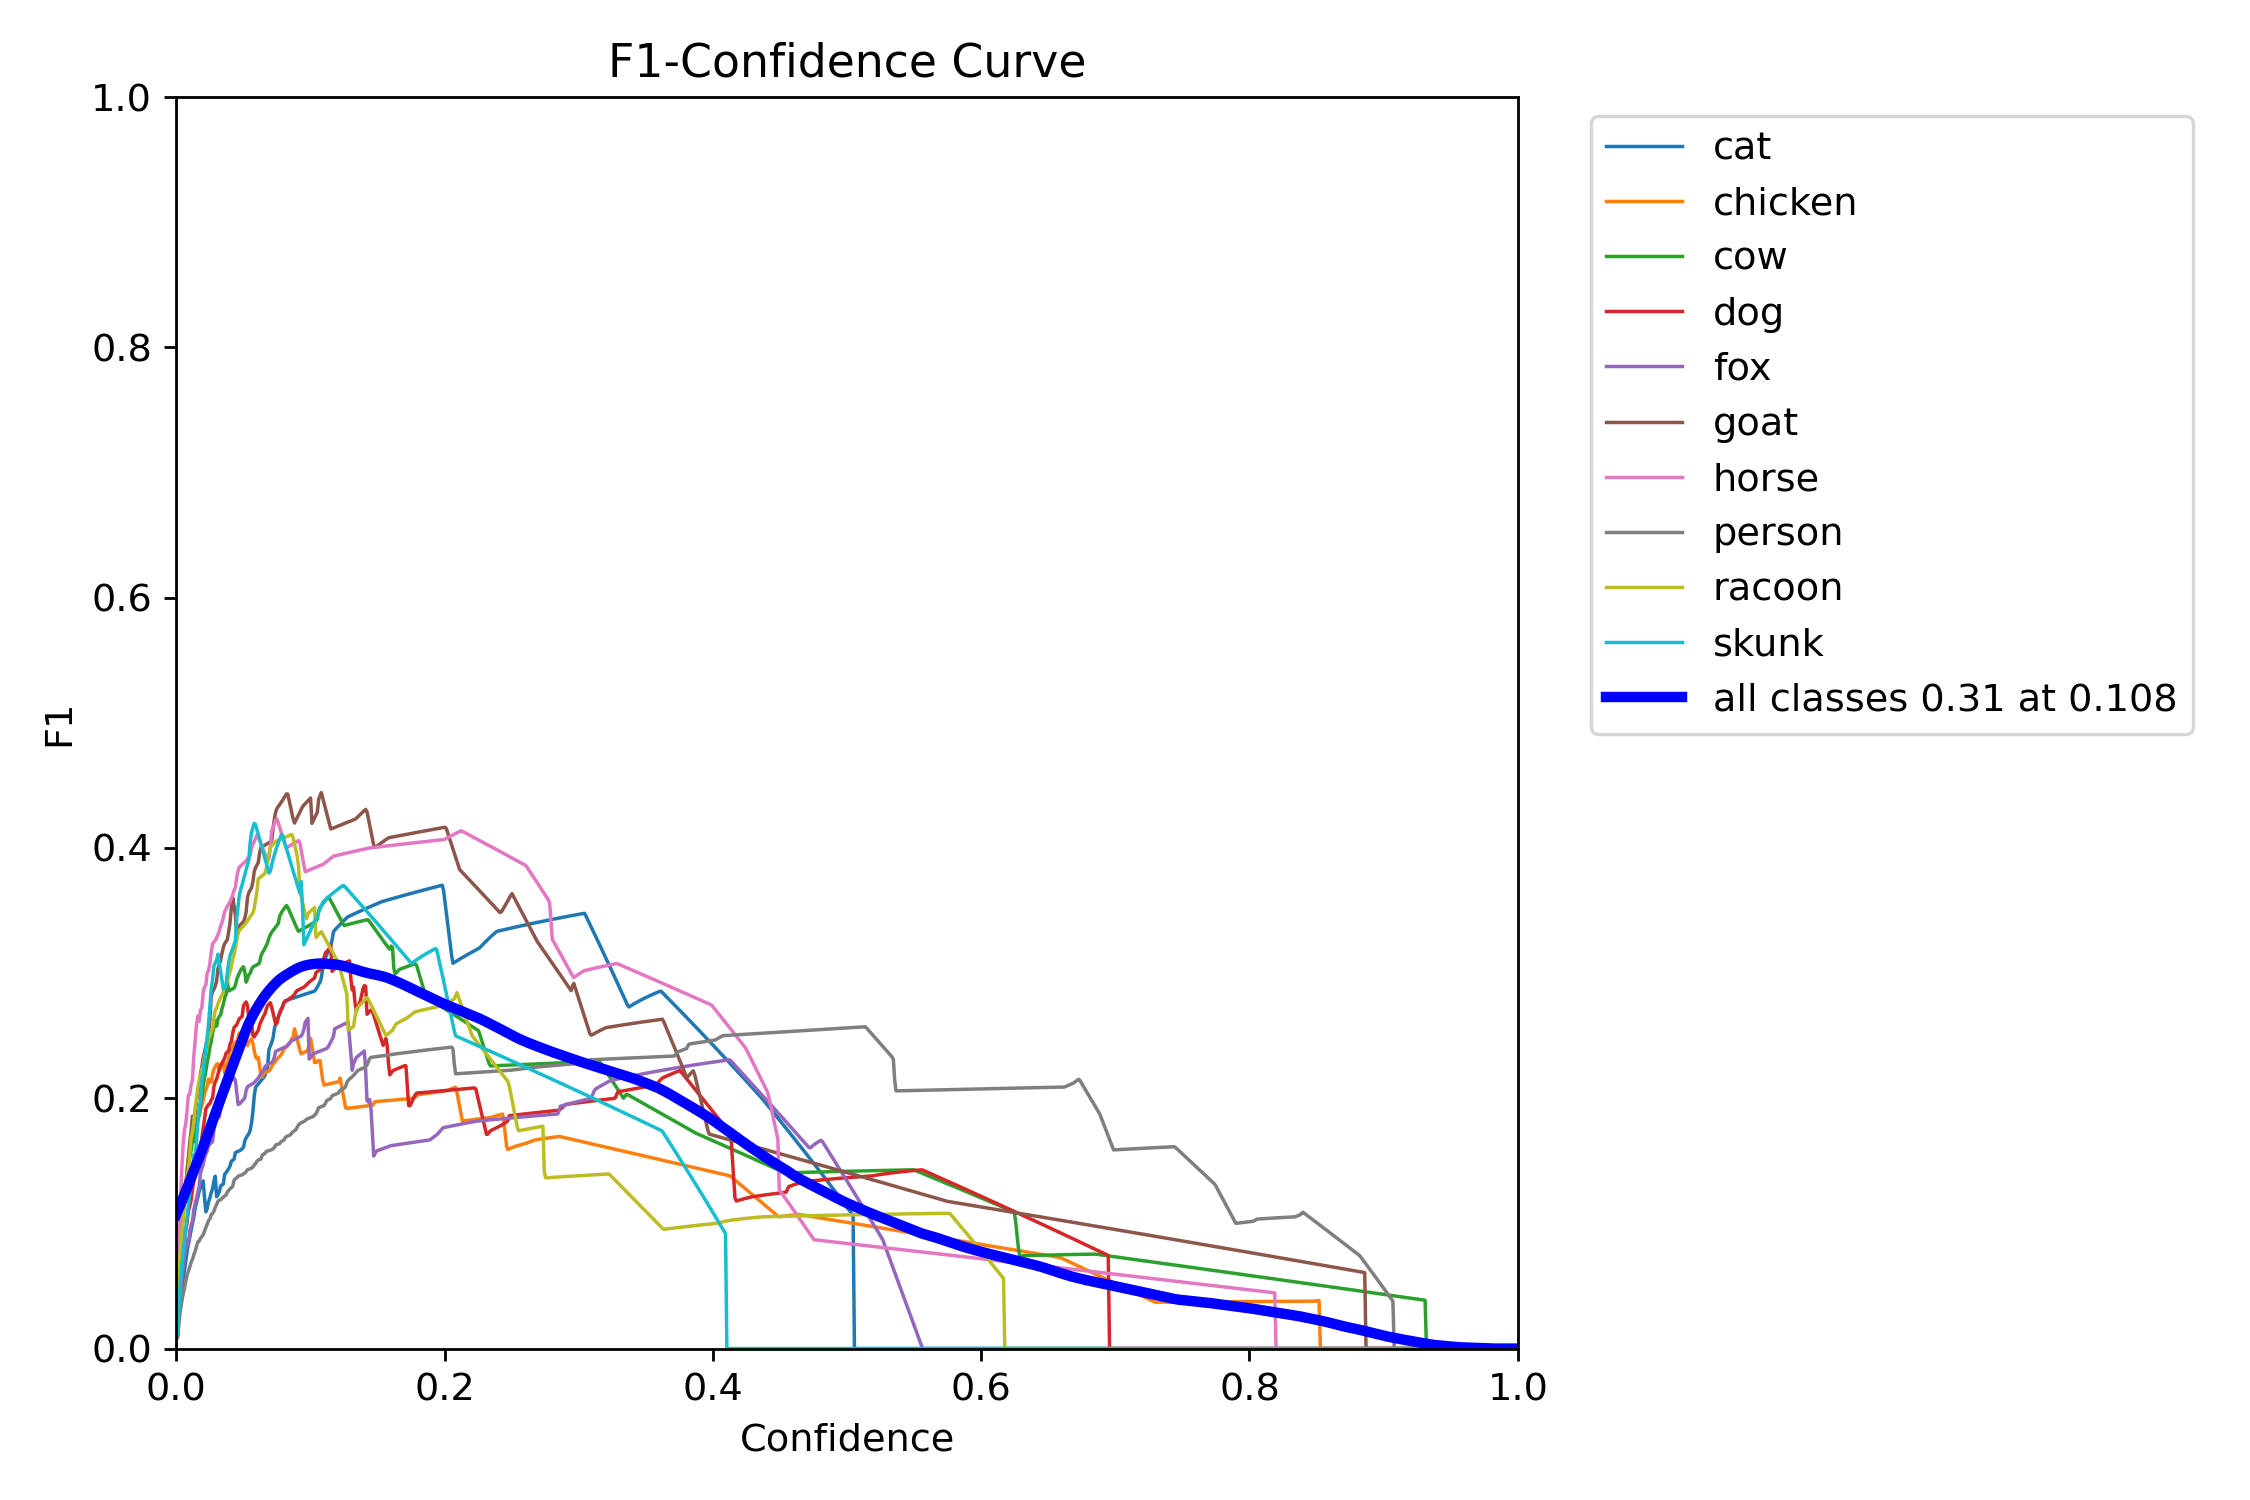 F1-Confidence Curve
1.0
0.8
0.6
0.4
0.2
0.0
F1
0.0 0.2 0.4 0.6 0.8 1.0
Confidence
cat
chicken
cow
dog
fox
goat
horse
person
racoon
skunk
all classes 0.31 at 0.108